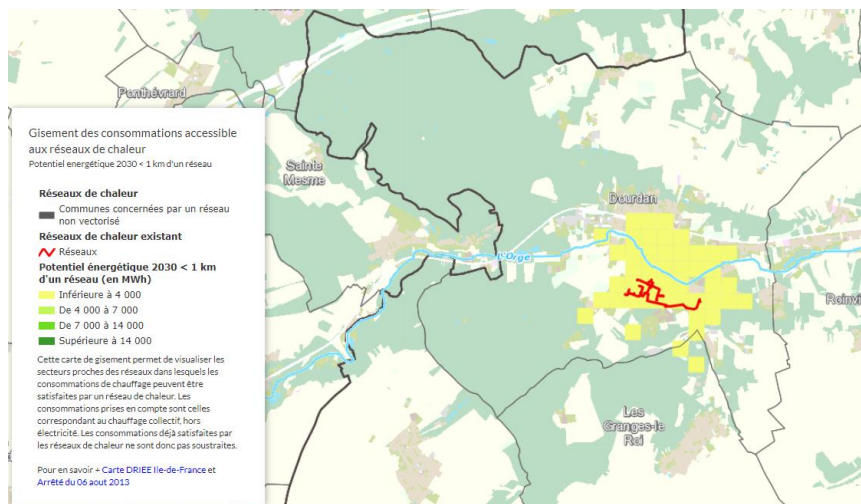 Ponthévrard
Gisement des consommations accessible
aux réseaux de chaleur
Potentiel energétique 2030 < 1 km d'un réseau
Réseaux de chaleur
Communes concernées par un réseau
non vectorisé
Réseaux de chaleur existant
Réseaux
Potentiel énergétique 2030 < 1 km
d'un réseau (en MWh)
Inférieure à 4 000
De 4 000 à 7 000
De 7 000 à 14 000
Supérieure à 14 000
Cette carte de gisement permet de visualiser les
secteurs proches des réseaux dans lesquels les
consommations de chauffage peuvent être
satisfaites par un réseau de chaleur. Les
consommations prises en compte sont celles
correspondant au chauffage collectif, hors
électricité. Les consommations déjà satisfaites par
les réseaux de chaleur ne sont donc pas soustraites.
Pour en savoir + Carte DRIEE Ile-de-France et
Arrêté du 06 aout 2013
Sainte
Mesme
Dourdan
L'Orge
Roinvi
Les
Granges-le
Roi